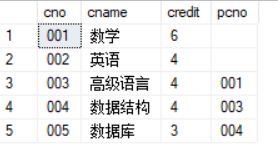 cno cname credit pcno
1 001 数学 6
2 002 英语 4
3 003 高级语言 4 001
4 004 数据结构 4 003
5 005 数据库 3 004